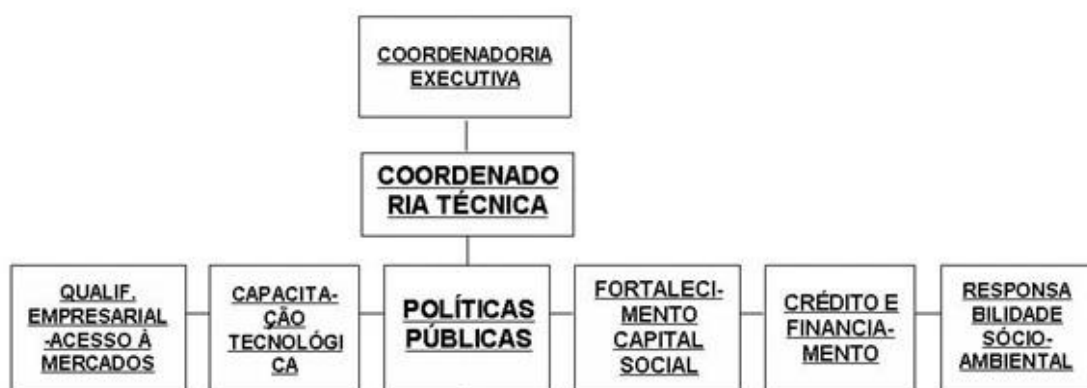 COORDENADORIA
EXECUTIVA
COORDENADO
RIA TÉCNICA
QUALIF.
EMPRESARIAL
-ACESSO À
MERCADOS
CAPACITA-
ÇÃO
TECNOLÓGI
CA
POLÍTICAS
PÚBLICAS
FORTALECI-
MENTO
CAPITAL
SOCIAL
CRÉDITO E
FINANCIA-
MENTO
RESPONSA
BILIDADE
SÓCIO-
AMBIENTAL